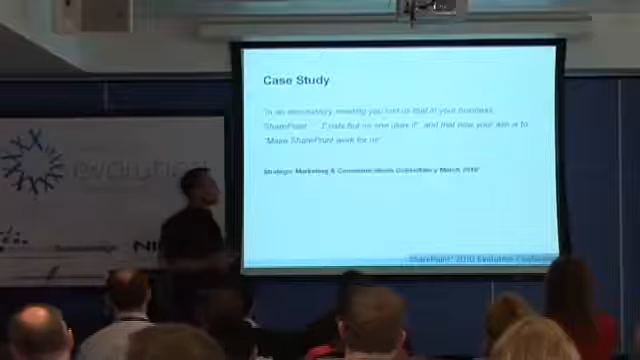 Case Study
"In an introductory meeting you told us that in your business,
SharePoint "... Exists but no one uses it" and that now your aim is to
"Make SharePoint work for us"
Strategic Marketing & Communications Consultancy March 2010
evolution
SharePoint 2010 Evolution Conference